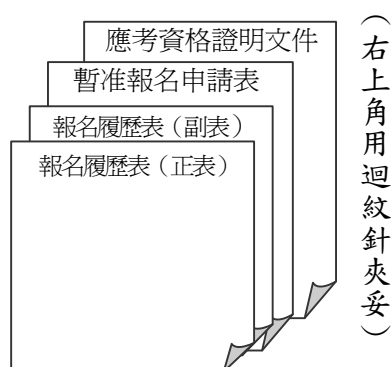 應考資格證明文件
暫准報名申請表
報名履歷表（副表）
報名履歷表（正表）
（右上角用迴紋針夾妥）